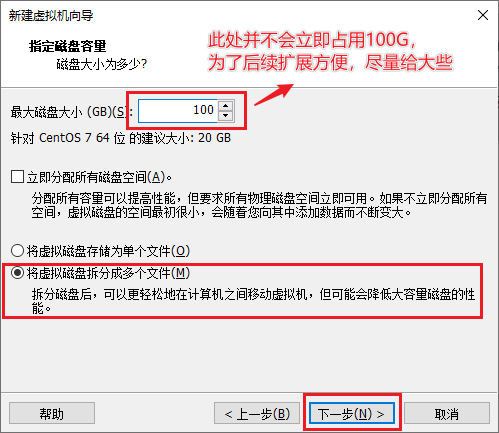 新建虚拟机向导
指定磁盘容量
磁盘大小为多少?
此处并不会立即占用100G，
为了后续扩展方便，尽量给大些
最大磁盘大小 (GB)(S): 100
针对 CentOS 7 64 位 的建议大小: 20 GB
立即分配所有磁盘空间(A)。
分配所有容量可以提高性能，但要求所有物理磁盘空间立即可用。如果不立即分配所有
空间，虚拟磁盘的空间最初很小，会随着您向其中添加数据而不断变大。
将虚拟磁盘存储为单个文件(O)
将虚拟磁盘拆分成多个文件(M)
拆分磁盘后，可以更轻松地在计算机之间移动虚拟机，但可能会降低大容量磁盘的性
能。
帮助 < 上一步(B) 下一步(N) > 取消